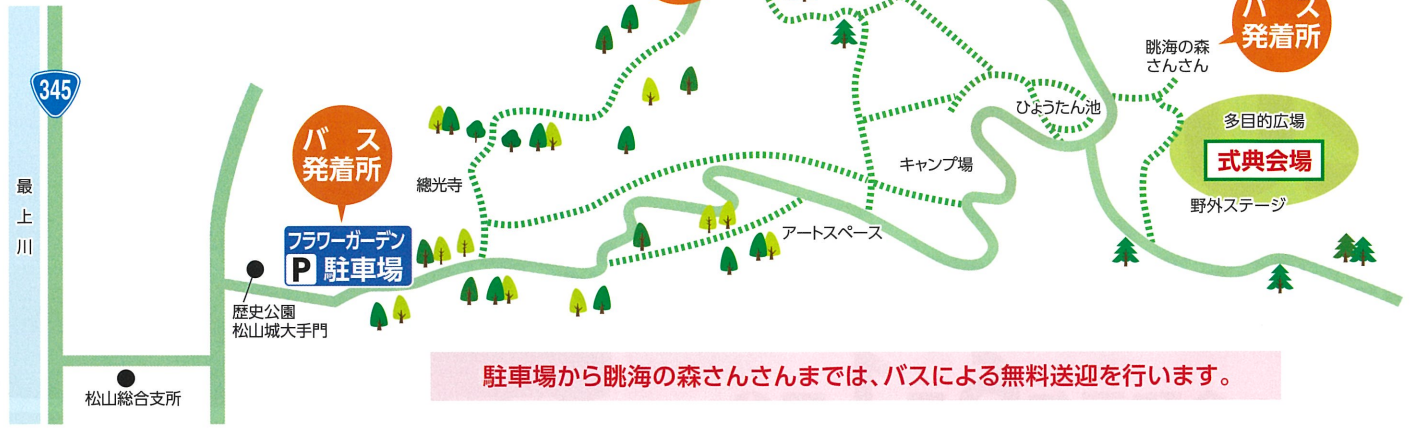 バス
発着所
眺海の森
さんさん
345
ひょうたん池
多目的広場
バス
発着所
式典会場
キャンプ場
最上川
總光寺
野外ステージ
フラワーガーデン
P 駐車場
アートスペース
歴史公園
松山城大手門
駐車場から眺海の森さんさんまでは、バスによる無料送迎を行います。
松山総合支所